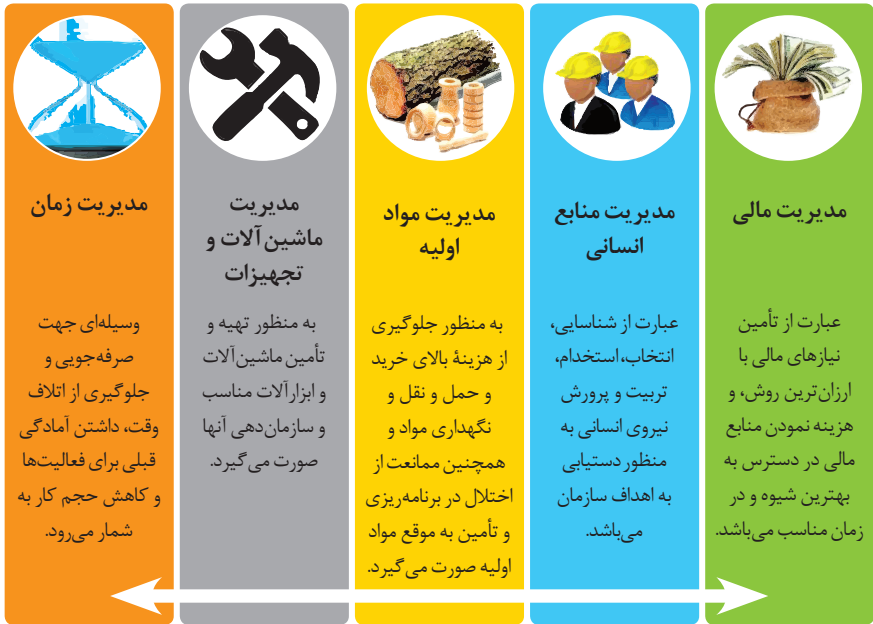 مدیریت مالی
عبارت از تأمین
نیازهای مالی با
ارزان‌ترین روش، و
هزینه نمودن منابع
مالی در دسترس به
بهترین شیوه و در
زمان مناسب می‌باشد.
مدیریت منابع
انسانی
عبارت از شناسایی،
انتخاب، استخدام،
تربیت و پرورش
نیروی انسانی به
منظور دستیابی
به اهداف سازمان
می‌باشد.
مدیریت مواد
اولیه
به منظور جلوگیری
از هزینهٔ بالای خرید
و حمل و نقل و
نگهداری مواد و
همچنین ممانعت از
اختلال در برنامه‌ریزی
و تأمین به موقع مواد
اولیه صورت می‌گیرد.
مدیریت
ماشین‌آلات و
تجهیزات
به منظور تهیه و
تأمین ماشین‌آلات
و ابزارآلات مناسب
و سازمان‌دهی آنها
صورت می‌گیرد.
مدیریت زمان
وسیله‌ای جهت
صرفه‌جویی و
جلوگیری از اتلاف
وقت، داشتن آمادگی
قبلی برای فعالیت‌ها
و کاهش حجم کار به
شمار می‌رود.